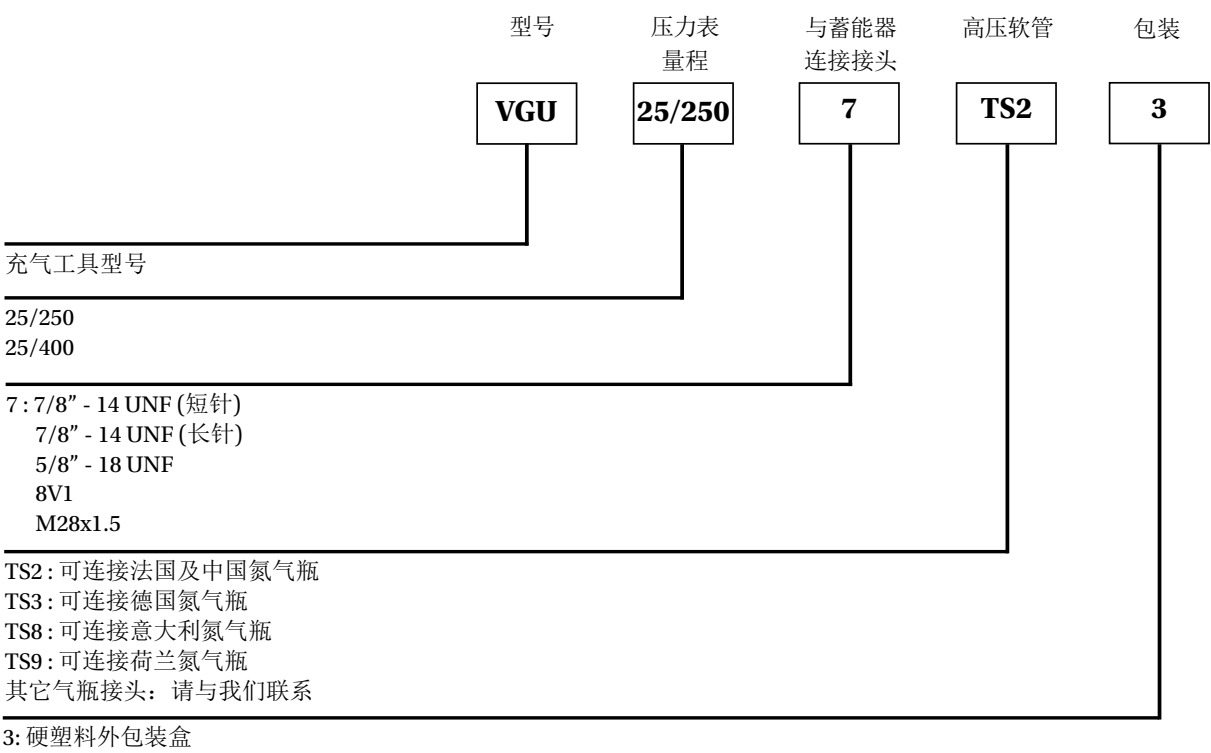 型号
压力表
量程
与蓄能器
连接接头
高压软管
包装
VGU
25/250
7
TS2
3
充气工具型号
25/250
25/400
7 : 7/8” - 14 UNF (短针)
7/8” - 14 UNF (长针)
5/8” - 18 UNF
8V1
M28x1.5
TS2 : 可连接法国及中国氮气瓶
TS3 : 可连接德国氮气瓶
TS8 : 可连接意大利氮气瓶
TS9 : 可连接荷兰氮气瓶
其它气瓶接头：请与我们联系
3: 硬塑料外包装盒